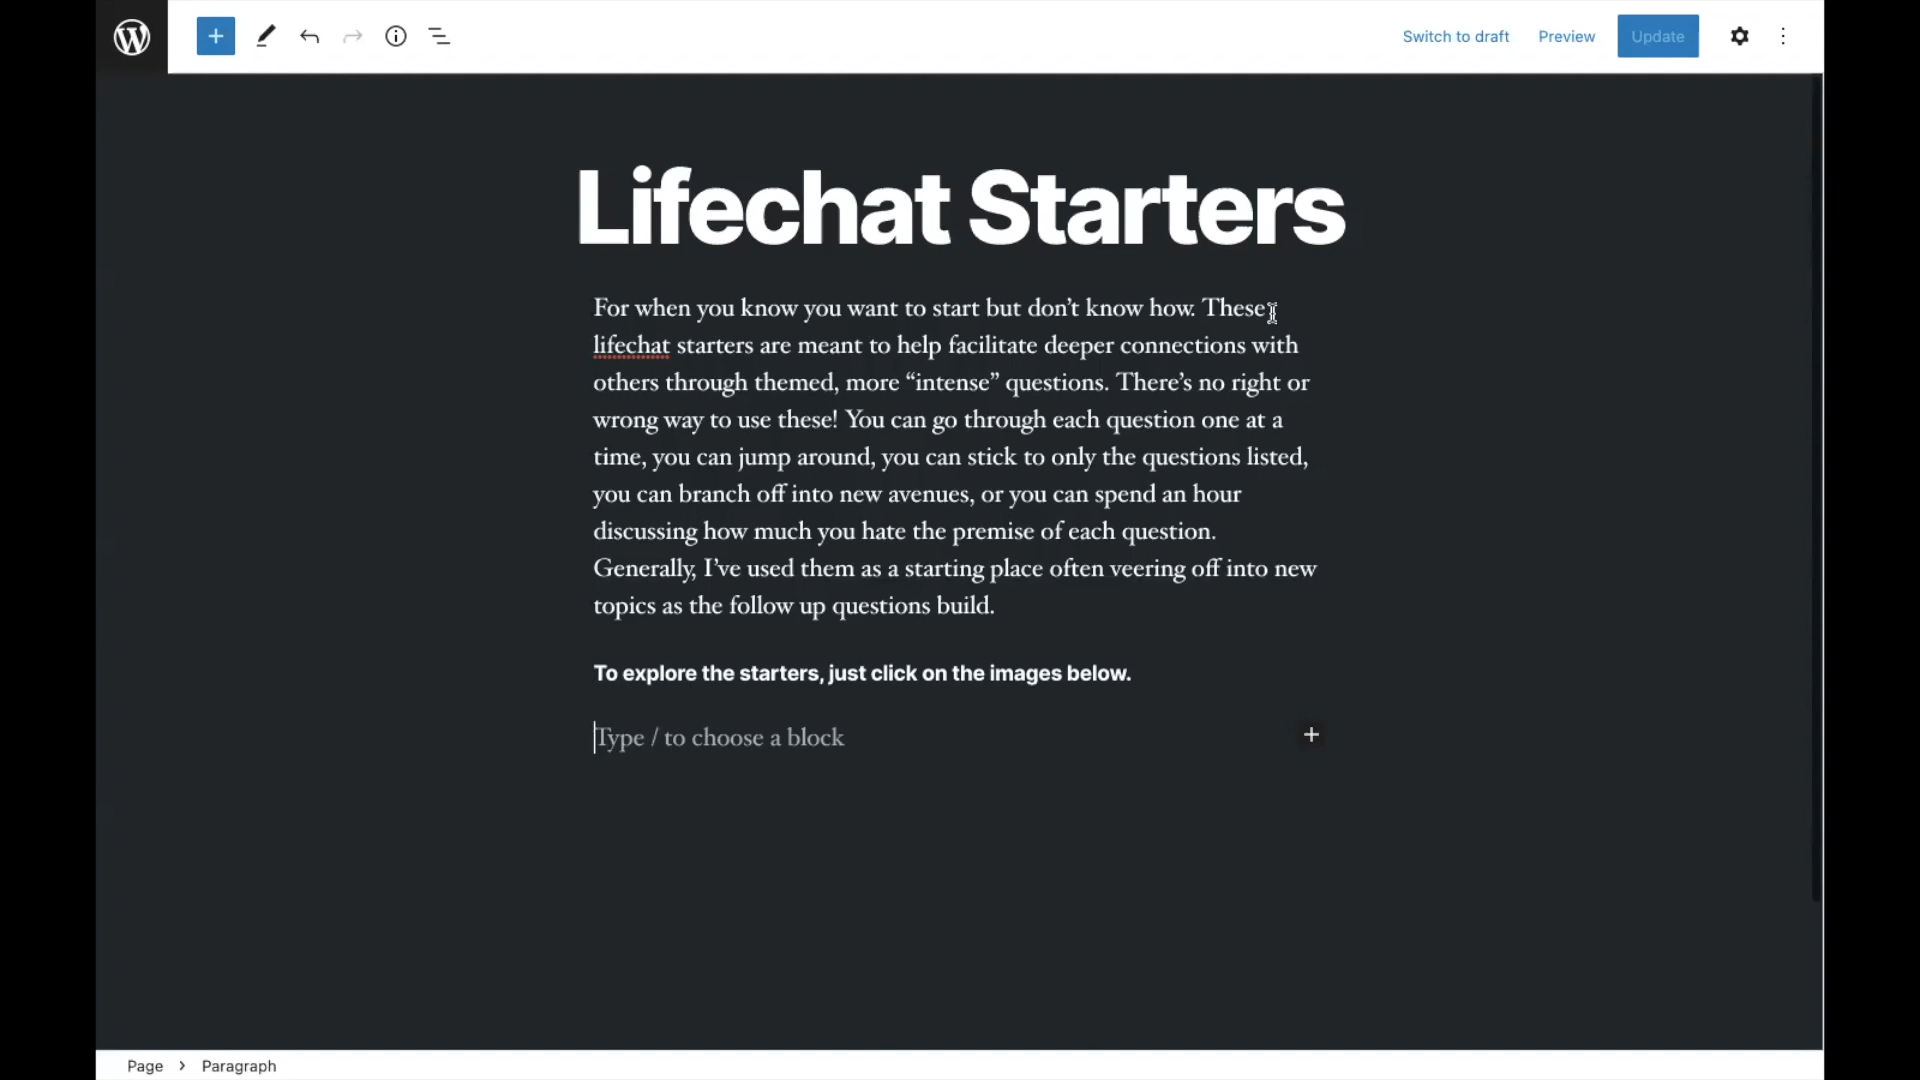 Switch to draft Preview Update
Lifechat Starters
For when you know you want to start but don’t know how. These
lifechat starters are meant to help facilitate deeper connections with
others through themed, more “intense” questions. There’s no right or
wrong way to use these! You can go through each question one at a
time, you can jump around, you can stick to only the questions listed,
you can branch off into new avenues, or you can spend an hour
discussing how much you hate the premise of each question.
Generally, I’ve used them as a starting place often veering off into new
topics as the follow up questions build.
To explore the starters, just click on the images below.
Type / to choose a block
Page > Paragraph